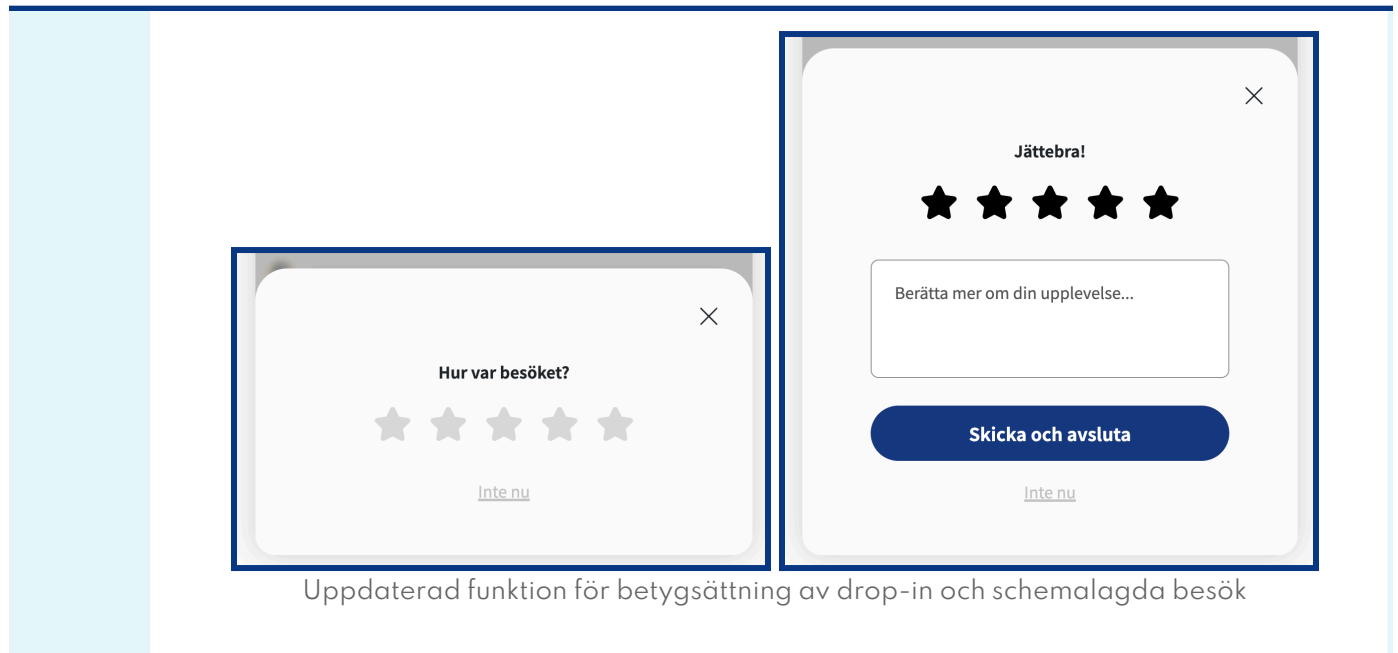 Hur var besöket?
Inte nu
Jättebra!
Berätta mer om din upplevelse...
Skicka och avsluta
Inte nu
Uppdaterad funktion för betygsättning av drop-in och schemalagda besök